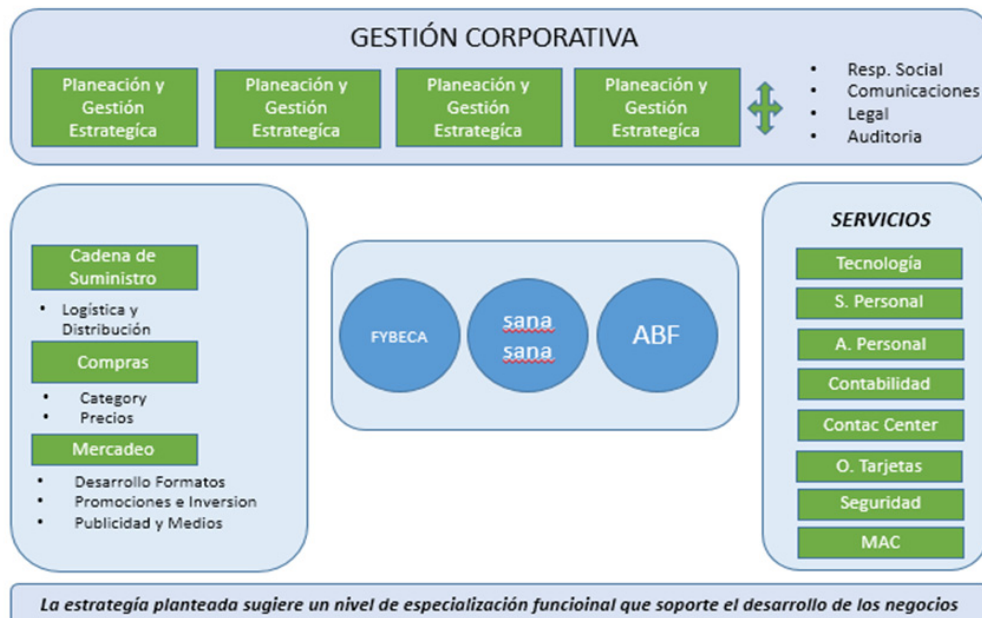 GESTIÓN CORPORATIVA
Planeación y
Gestión
Estrategíca
Planeación y
Gestión
Estrategíca
Planeación y
Gestión
Estrategíca
Planeación y
Gestión
Estrategíca
• Resp. Social
• Comunicaciones
• Legal
• Auditoria
Cadena de
Suministro
• Logística y
Distribución
Compras
• Category
• Precios
Mercadeo
• Desarrollo Formatos
• Promociones e Inversion
• Publicidad y Medios
FYBECA
sana
sana
ABF
SERVICIOS
Tecnología
S. Personal
A. Personal
Contabilidad
Contac Center
O. Tarjetas
Seguridad
MAC
La estrategía planteada sugiere un nivel de especialización funcioinal que soporte el desarrollo de los negocios